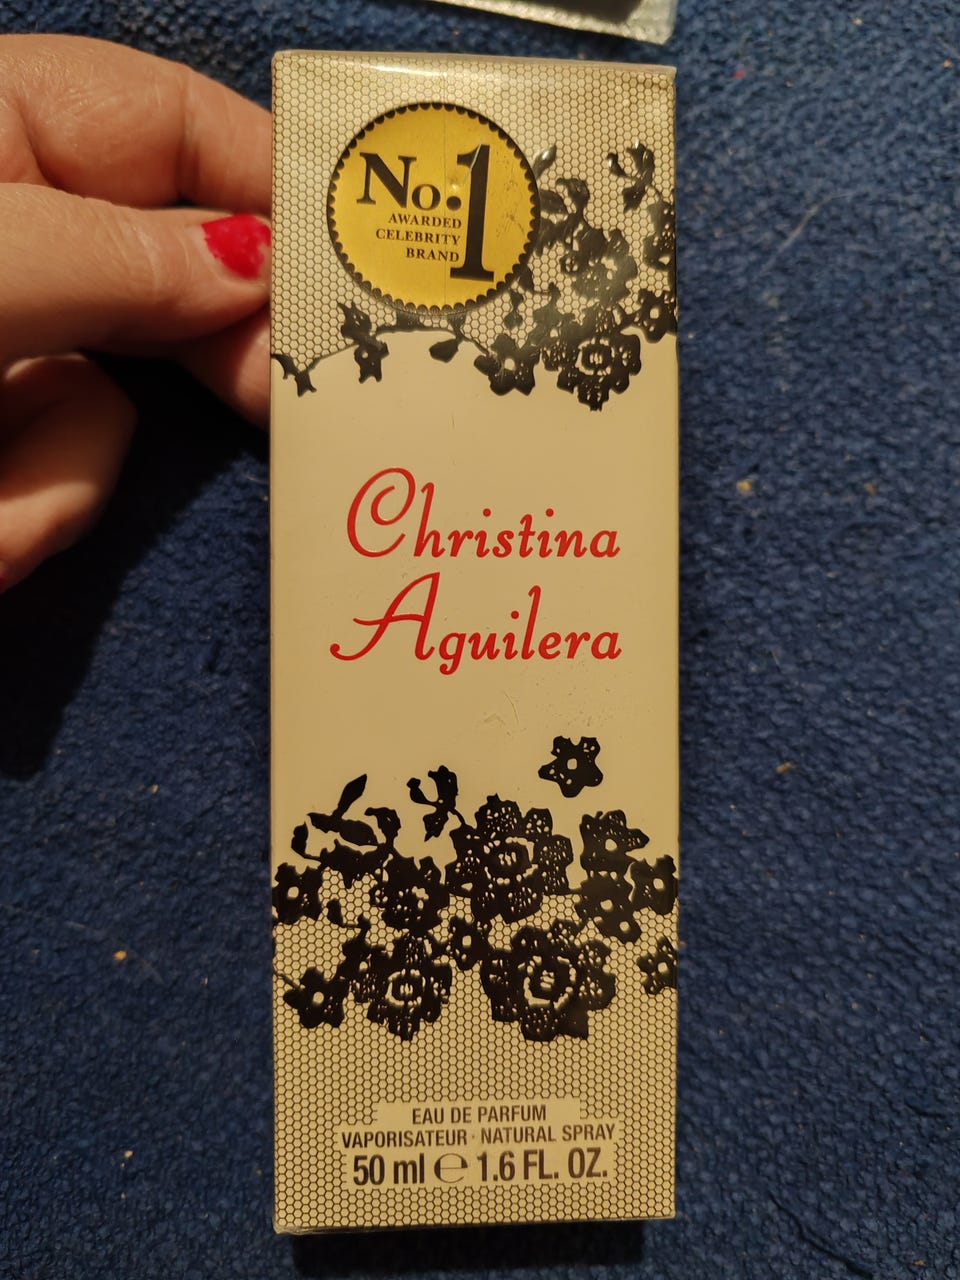 No.1
AWARDED
CELEBRITY
BRAND
Christina
Aguilera
EAU DE PARFUM
VAPORISATEUR · NATURAL SPRAY
50 ml ℮ 1.6 FL. OZ.